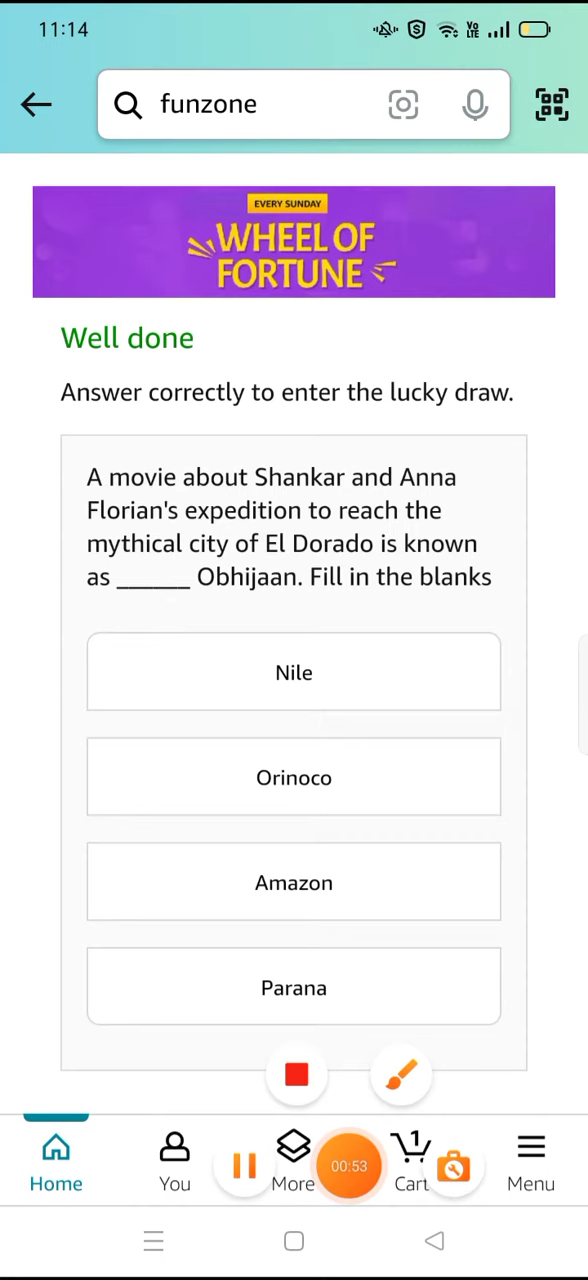 11:14
VoLTE
funzone
EVERY SUNDAY
WHEEL OF
FORTUNE
Well done
Answer correctly to enter the lucky draw.
A movie about Shankar and Anna
Florian's expedition to reach the
mythical city of El Dorado is known
as ______ Obhijaan. Fill in the blanks
Nile
Orinoco
Amazon
Parana
Home
You
More
00:53
1
Cart
Menu